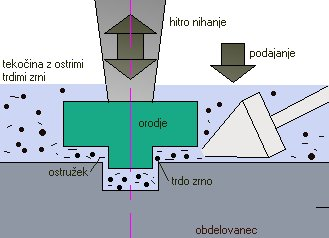 hitro nihanje
podajanje
tekočina z ostrimi
trdimi zrni
orodje
ostružek
trdo zrno
obdelovanec